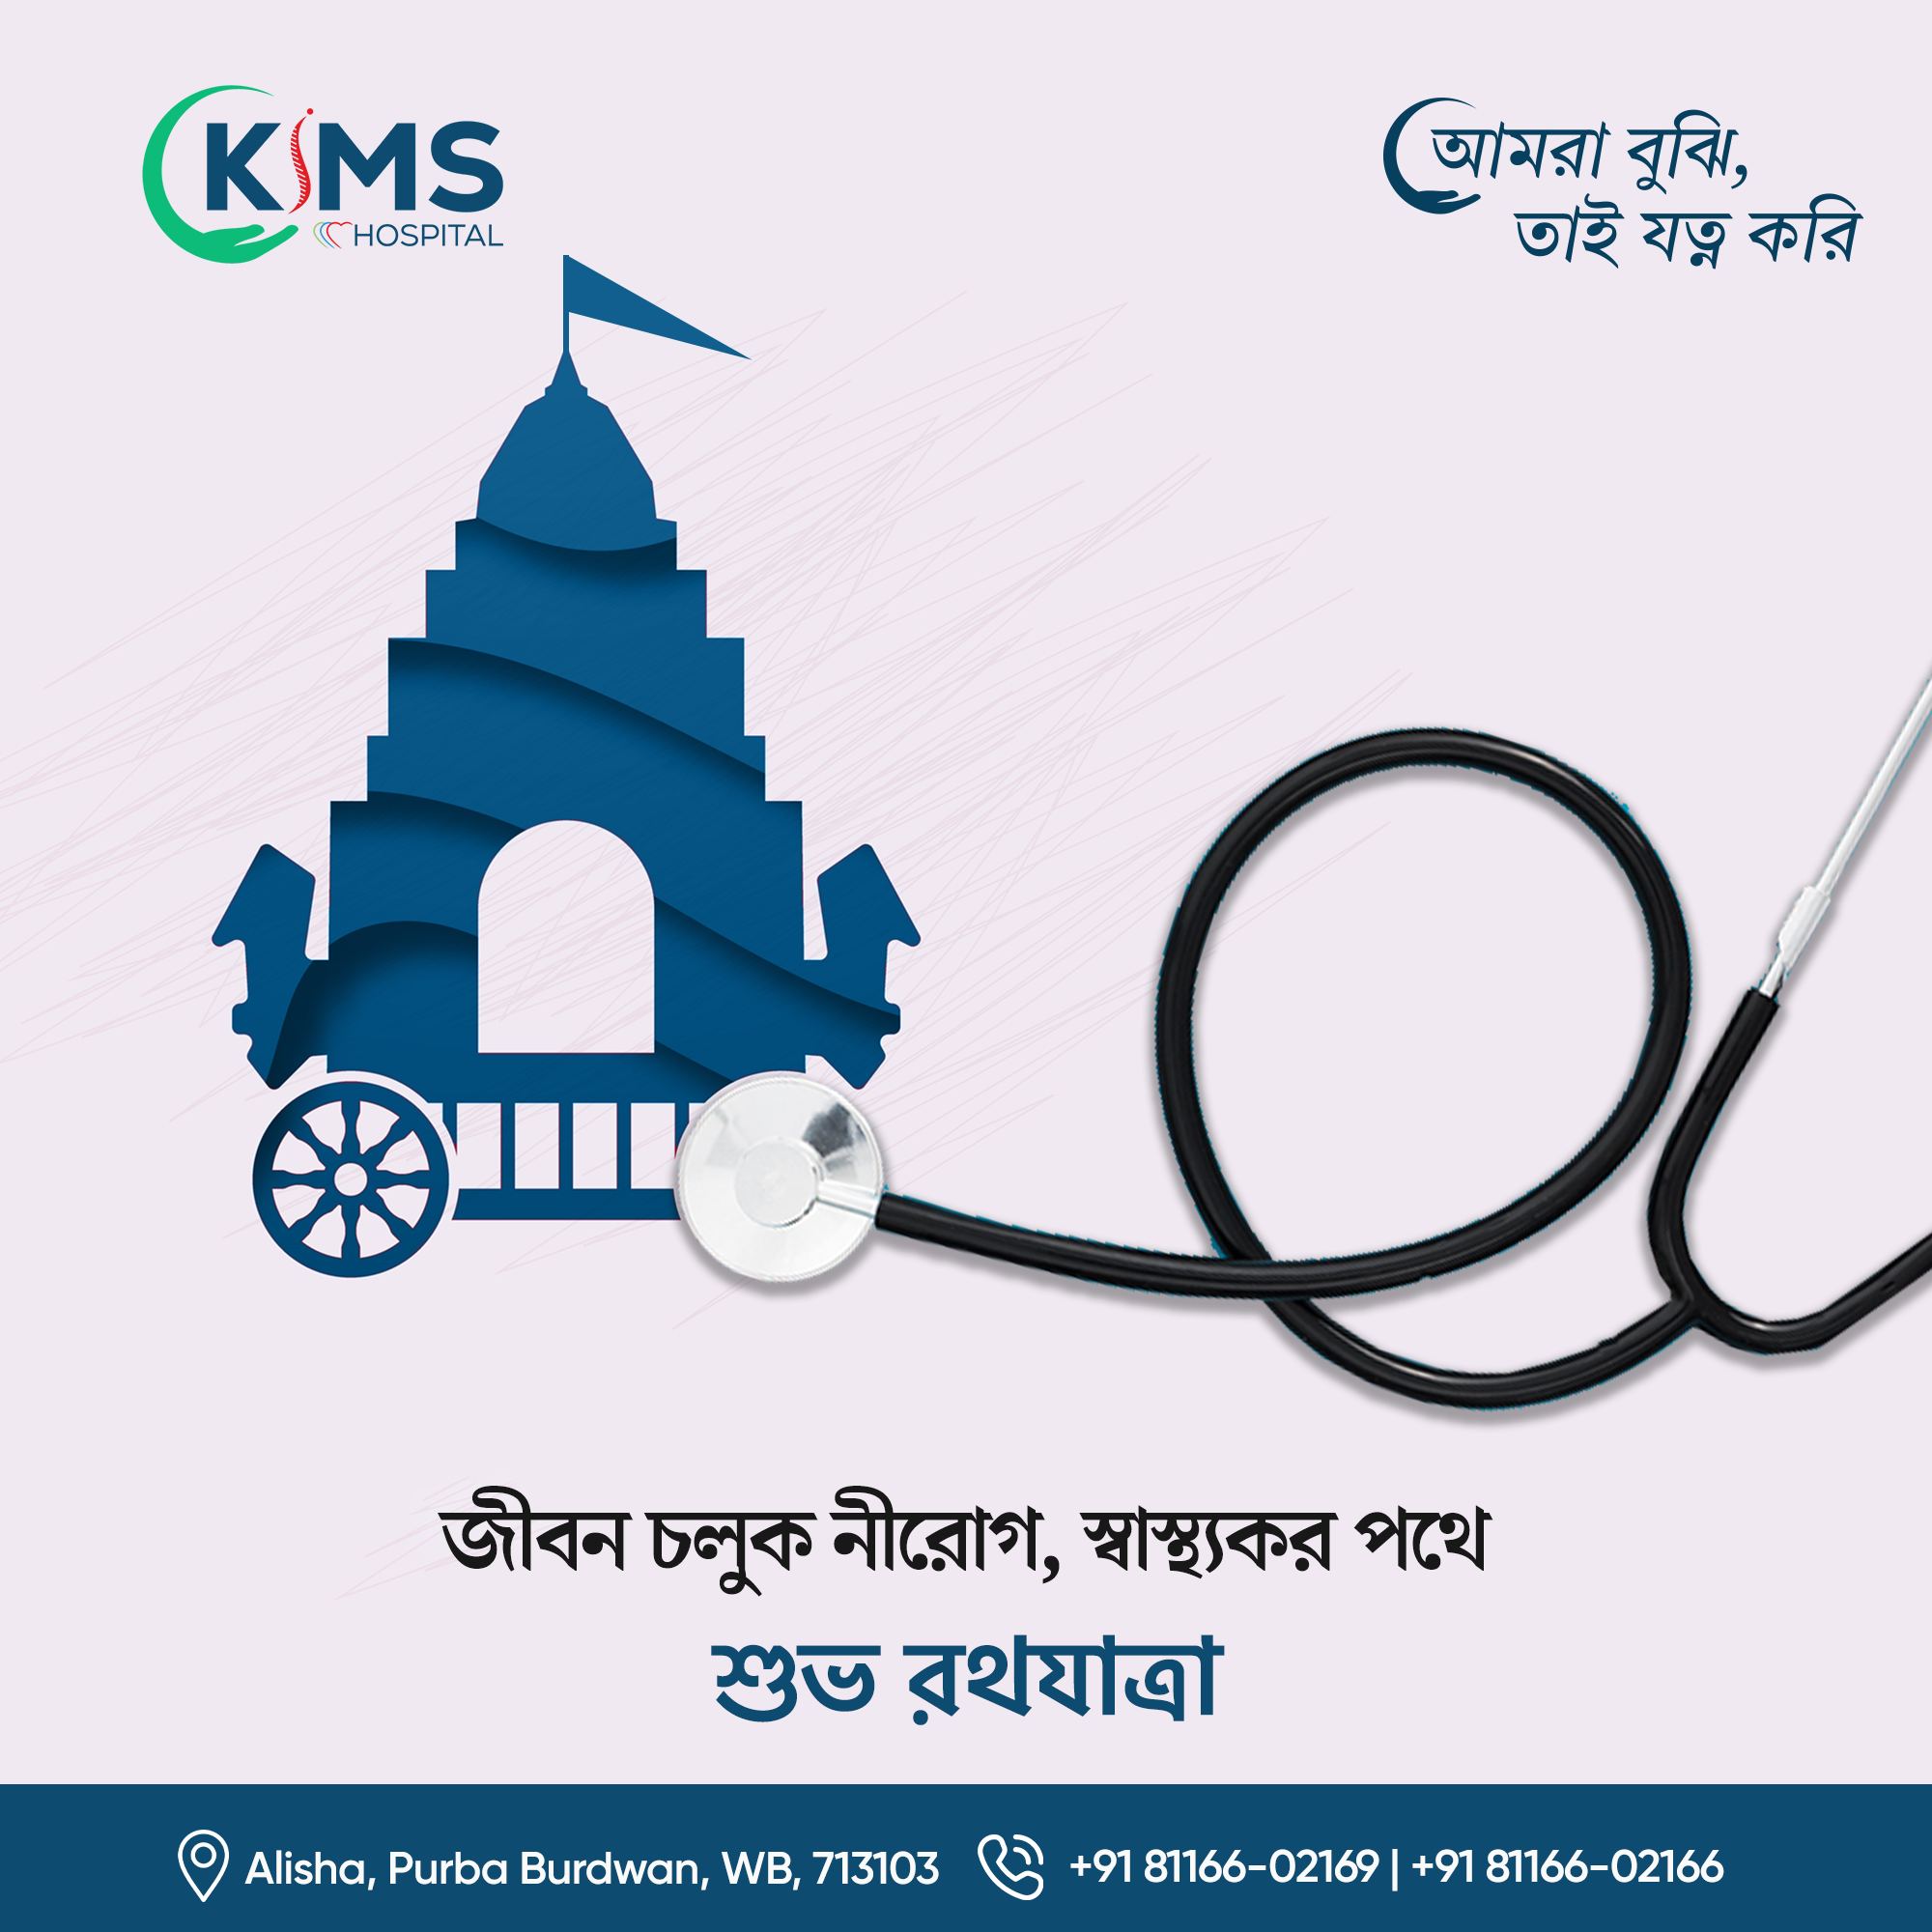 KIMS
HOSPITAL
আমরা বুঝি,
তাই যত্ন করি
জীবন চলুক নীরোগ, স্বাস্থ্যকর পথে
শুভ রথযাত্রা
Alisha, Purba Burdwan, WB, 713103
+91 81166-02169 | +91 81166-02166